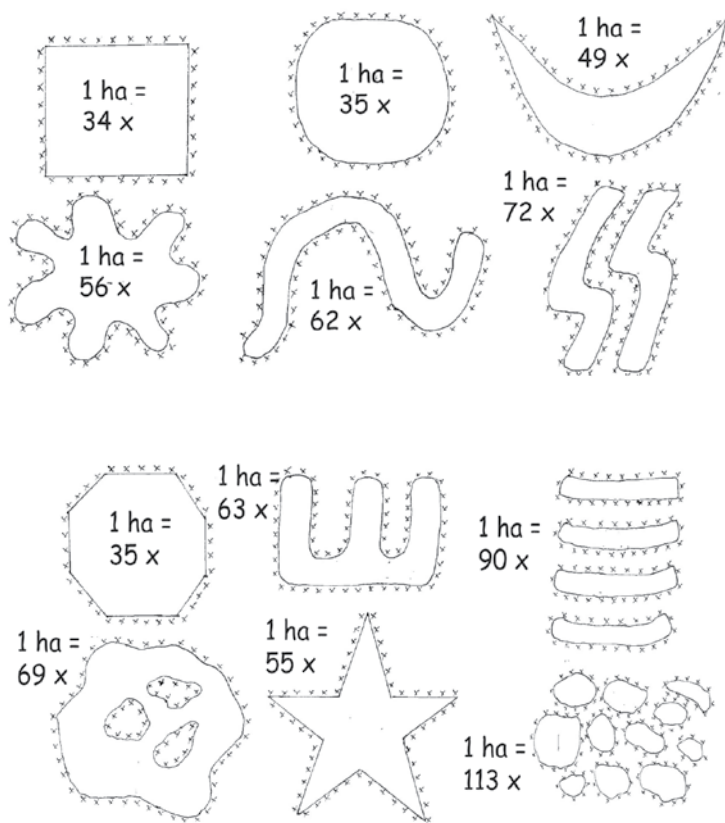 1 ha =
34 x
1 ha =
35 x
1 ha =
49 x
1 ha =
56 x
1 ha =
62 x
1 ha =
72 x
1 ha =
35 x
1 ha =
63 x
1 ha =
90 x
1 ha =
69 x
1 ha =
55 x
1 ha =
113 x